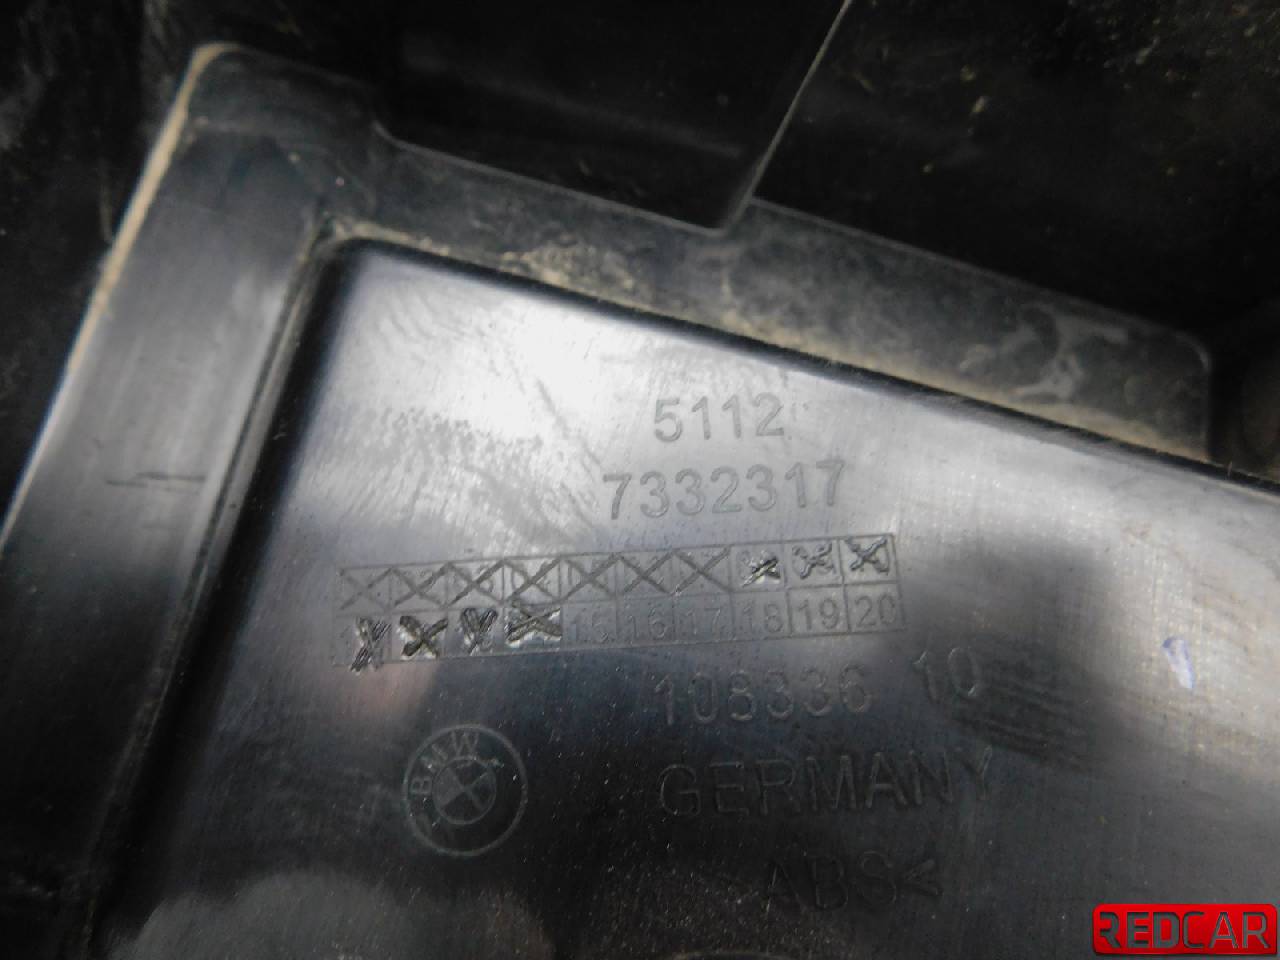 5112
7332317
15 16 17 18 19 20
108336 10
BMW
GERMANY
>ABS<
REDCAR